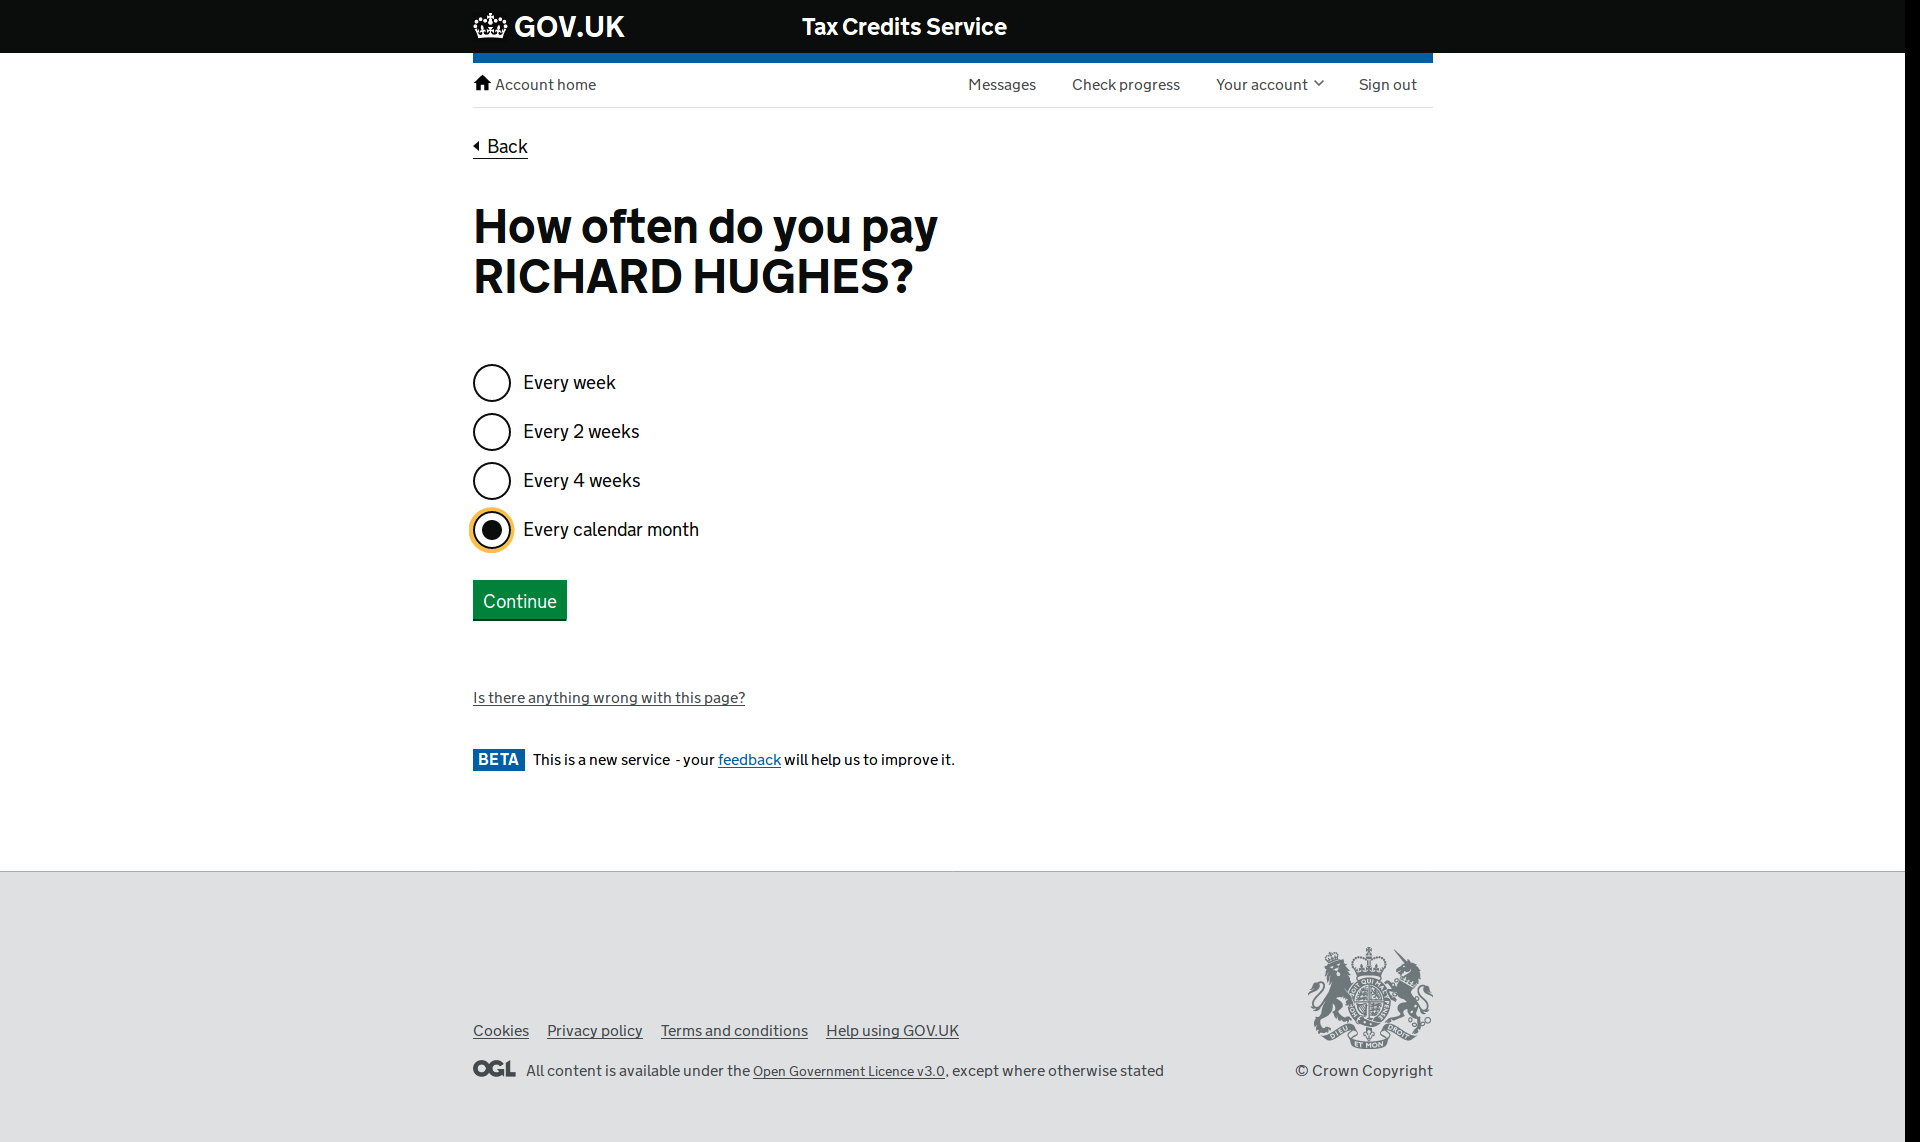 GOV.UK
Tax Credits Service
Account home
Messages
Check progress
Your account
Sign out
Back
How often do you pay
RICHARD HUGHES?
Every week
Every 2 weeks
Every 4 weeks
Every calendar month
Continue
Is there anything wrong with this page?
BETA This is a new service - your feedback will help us to improve it.
Cookies
Privacy policy
Terms and conditions
Help using GOV.UK
OGL All content is available under the Open Government Licence v3.0, except where otherwise stated
© Crown Copyright
DIEU
ET MON
DROIT